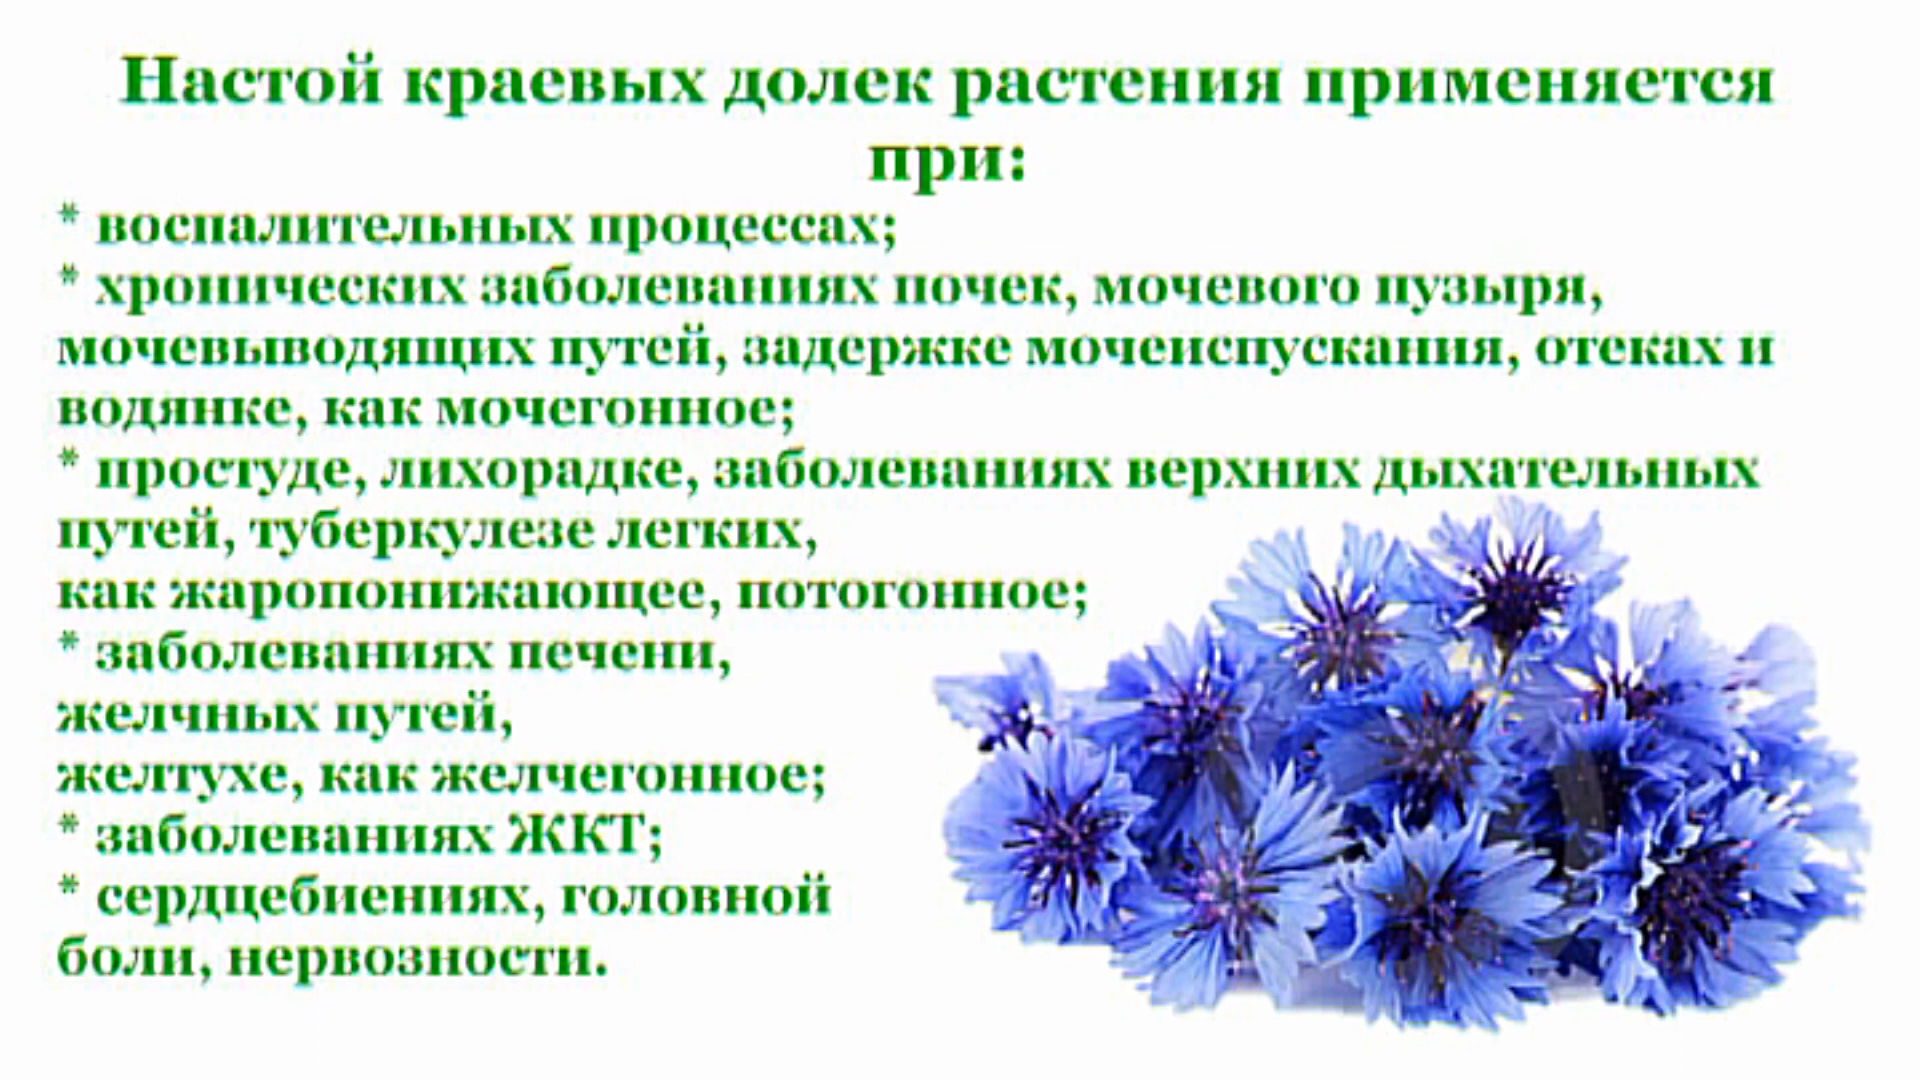 Настой краевых долек растения применяется
при:
* воспалительных процессах;
* хронических заболеваниях почек, мочевого пузыря,
мочевыводящих путей, задержке мочеиспускания, отеках и
водянке, как мочегонное;
* простуде, лихорадке, заболеваниях верхних дыхательных
путей, туберкулезе легких,
как жаропонижающее, потогонное;
* заболеваниях печени,
желчных путей,
желтухе, как желчегонное;
* заболеваниях ЖКТ;
* сердцебиениях, головной
боли, нервозности.